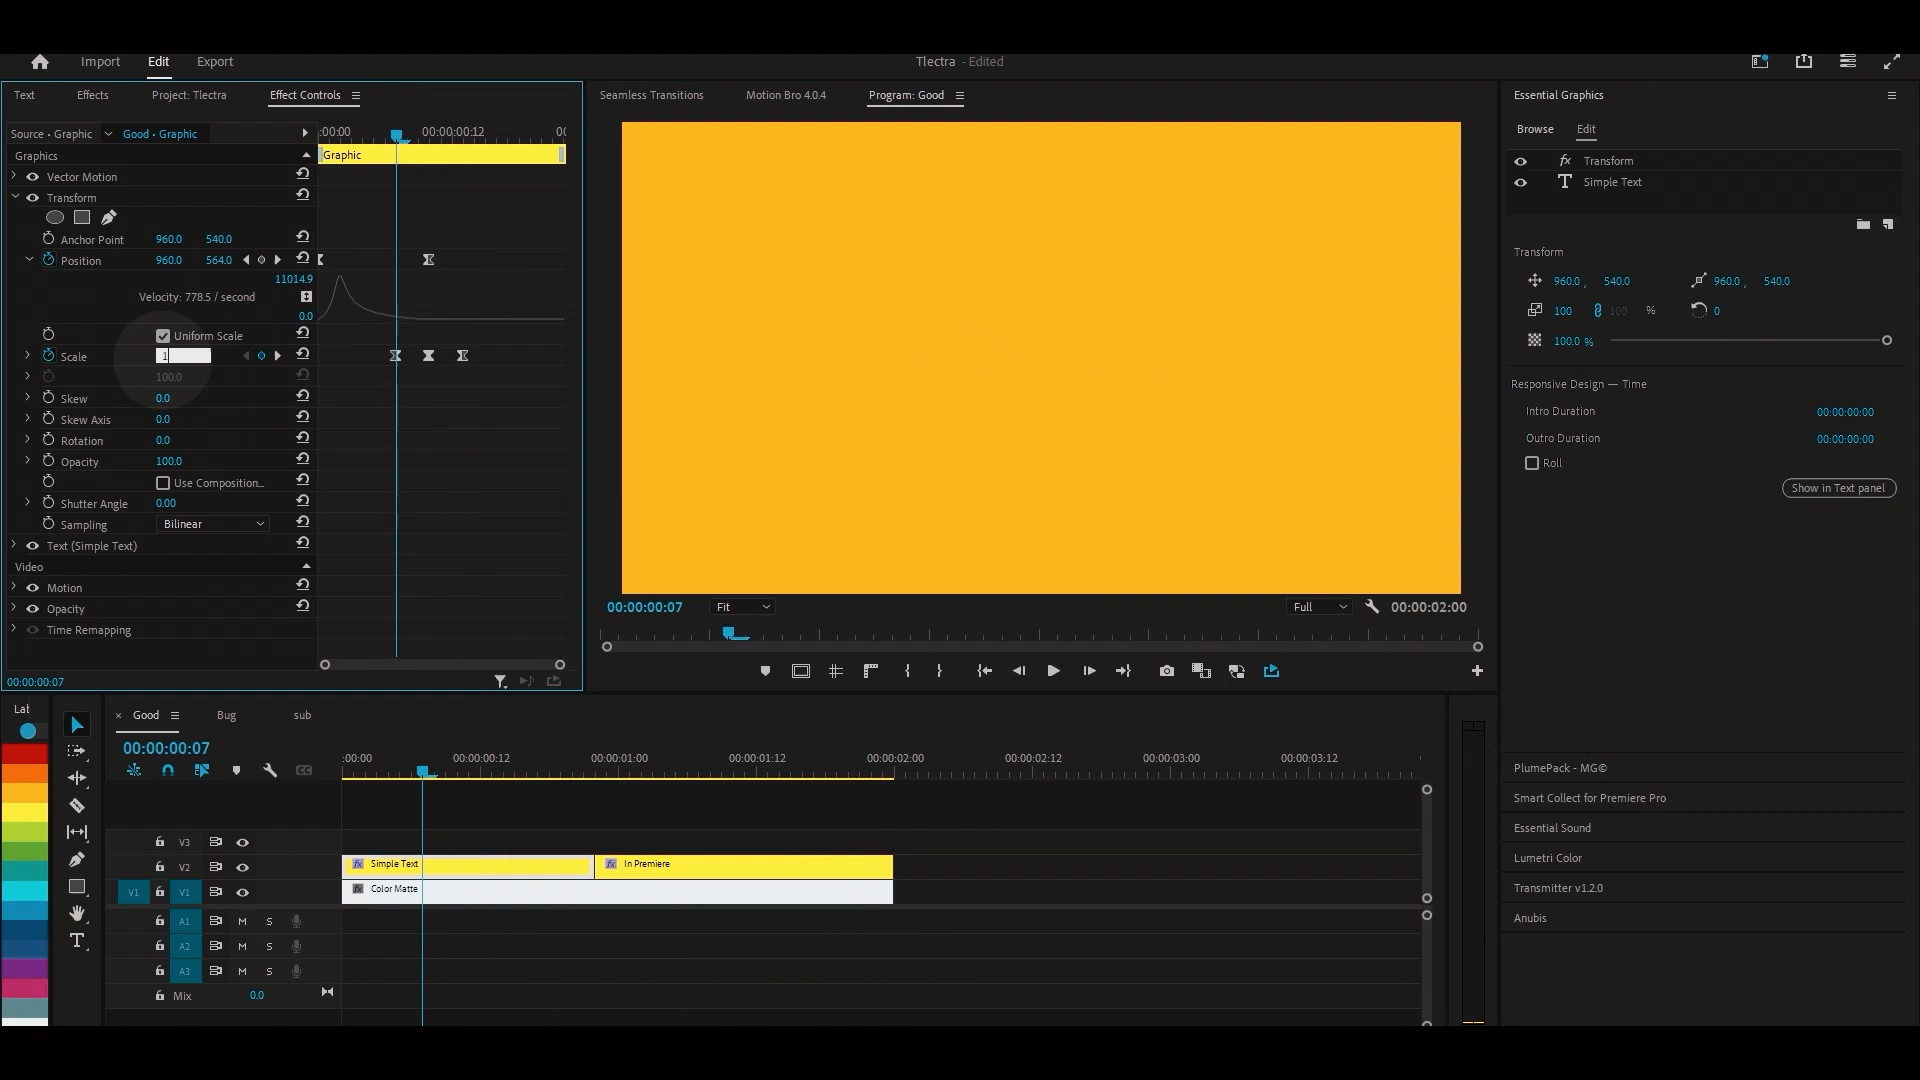 Import Edit Export Tlectra - Edited
Text Effects Project: Tlectra Effect Controls
Seamless Transitions Motion Bro 4.0.4 Program: Good
Essential Graphics
Browse Edit
Source • Graphic Good • Graphic
:00:00 00:00:00:12 00
Graphics
Graphic
Vector Motion
Transform
Anchor Point 960.0 540.0
Position 960.0 564.0
11014.9
Velocity: 778.5 / second
0.0
Uniform Scale
Scale 1
100.0
Skew 0.0
Skew Axis 0.0
Rotation 0.0
Opacity 100.0
Use Composition...
Shutter Angle 0.00
Sampling Bilinear
Text (Simple Text)
Video
Motion
Opacity
Time Remapping
00:00:00:07
00:00:00:07 Fit Full 00:00:02:00
fx Transform
T Simple Text
Transform
960.0 , 540.0 960.0 , 540.0
100 100 % 0
100.0 %
Responsive Design — Time
Intro Duration 00:00:00:00
Outro Duration 00:00:00:00
Roll
Show in Text panel
PlumePack - MG©
Smart Collect for Premiere Pro
Essential Sound
Lumetri Color
Transmitter v1.2.0
Anubis
Lat
× Good Bug sub
00:00:00:07
:00:00 00:00:00:12 00:00:01:00 00:00:01:12 00:00:02:00 00:00:02:12 00:00:03:00 00:00:03:12
V3
V2 fx Simple Text fx In Premiere
V1 V1 fx Color Matte
A1 M S
A2 M S
A3 M S
Mix 0.0